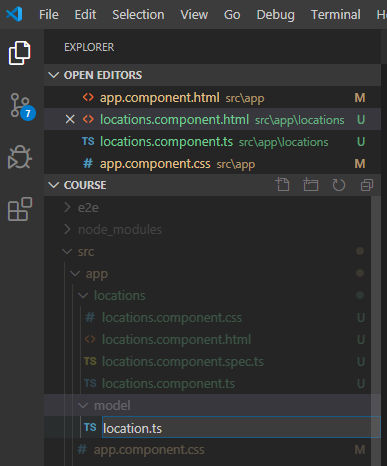 File Edit Selection View Go Debug Terminal
EXPLORER
OPEN EDITORS
<> app.component.html src\app M
× <> locations.component.html src\app\locations U
TS locations.component.ts src\app\locations U
# app.component.css src\app M
COURSE
e2e
node_modules
src
app
locations
# locations.component.css U
<> locations.component.html U
TS locations.component.spec.ts U
TS locations.component.ts U
model
TS location.ts
# app.component.css M
7